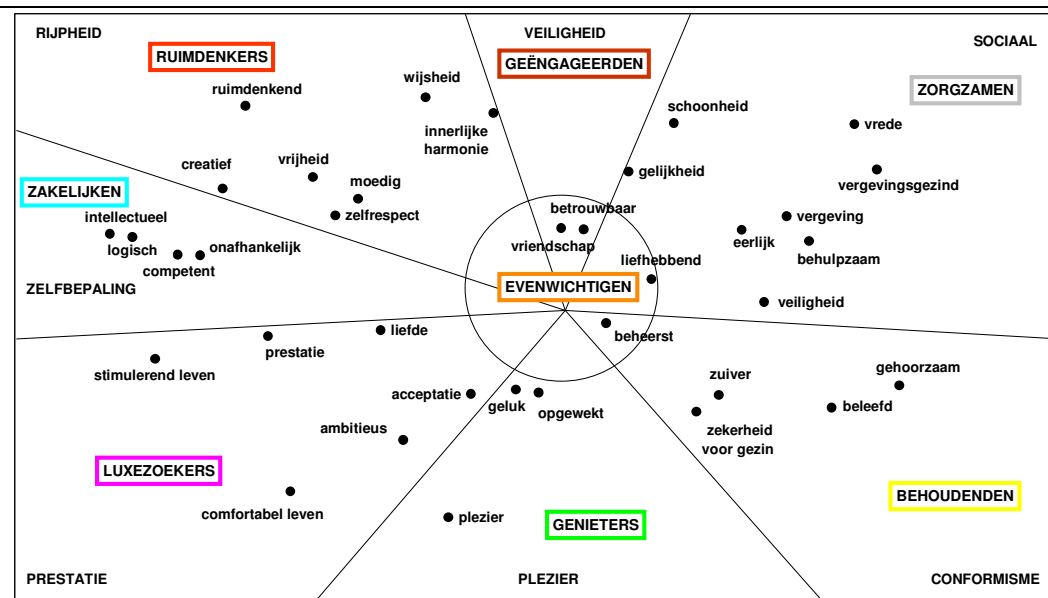 RIJPHEID
VEILIGHEID
SOCIAAL
RUIMDENKERS
GEËNGAGEERDEN
ZORGZAMEN
ruimdenkend
wijsheid
innerlijke
harmonie
schoonheid
vrede
creatief
vrijheid
moedig
zelfrespect
gelijkheid
vergevingsgezind
ZAKELIJKEN
intellectueel
logisch
competent
onafhankelijk
betrouwbaar
vriendschap
liefhebbend
eerlijk
vergeving
behulpzaam
ZELFBEPALING
EVENWICHTIGEN
veiligheid
prestatie
liefde
beheerst
stimulerend leven
acceptatie
geluk
opgewekt
zuiver
gehoorzaam
beleefd
ambitieus
zekerheid
voor gezin
LUXEZOEKERS
comfortabel leven
plezier
GENIETERS
BEHOUDENDEN
PRESTATIE
PLEZIER
CONFORMISME